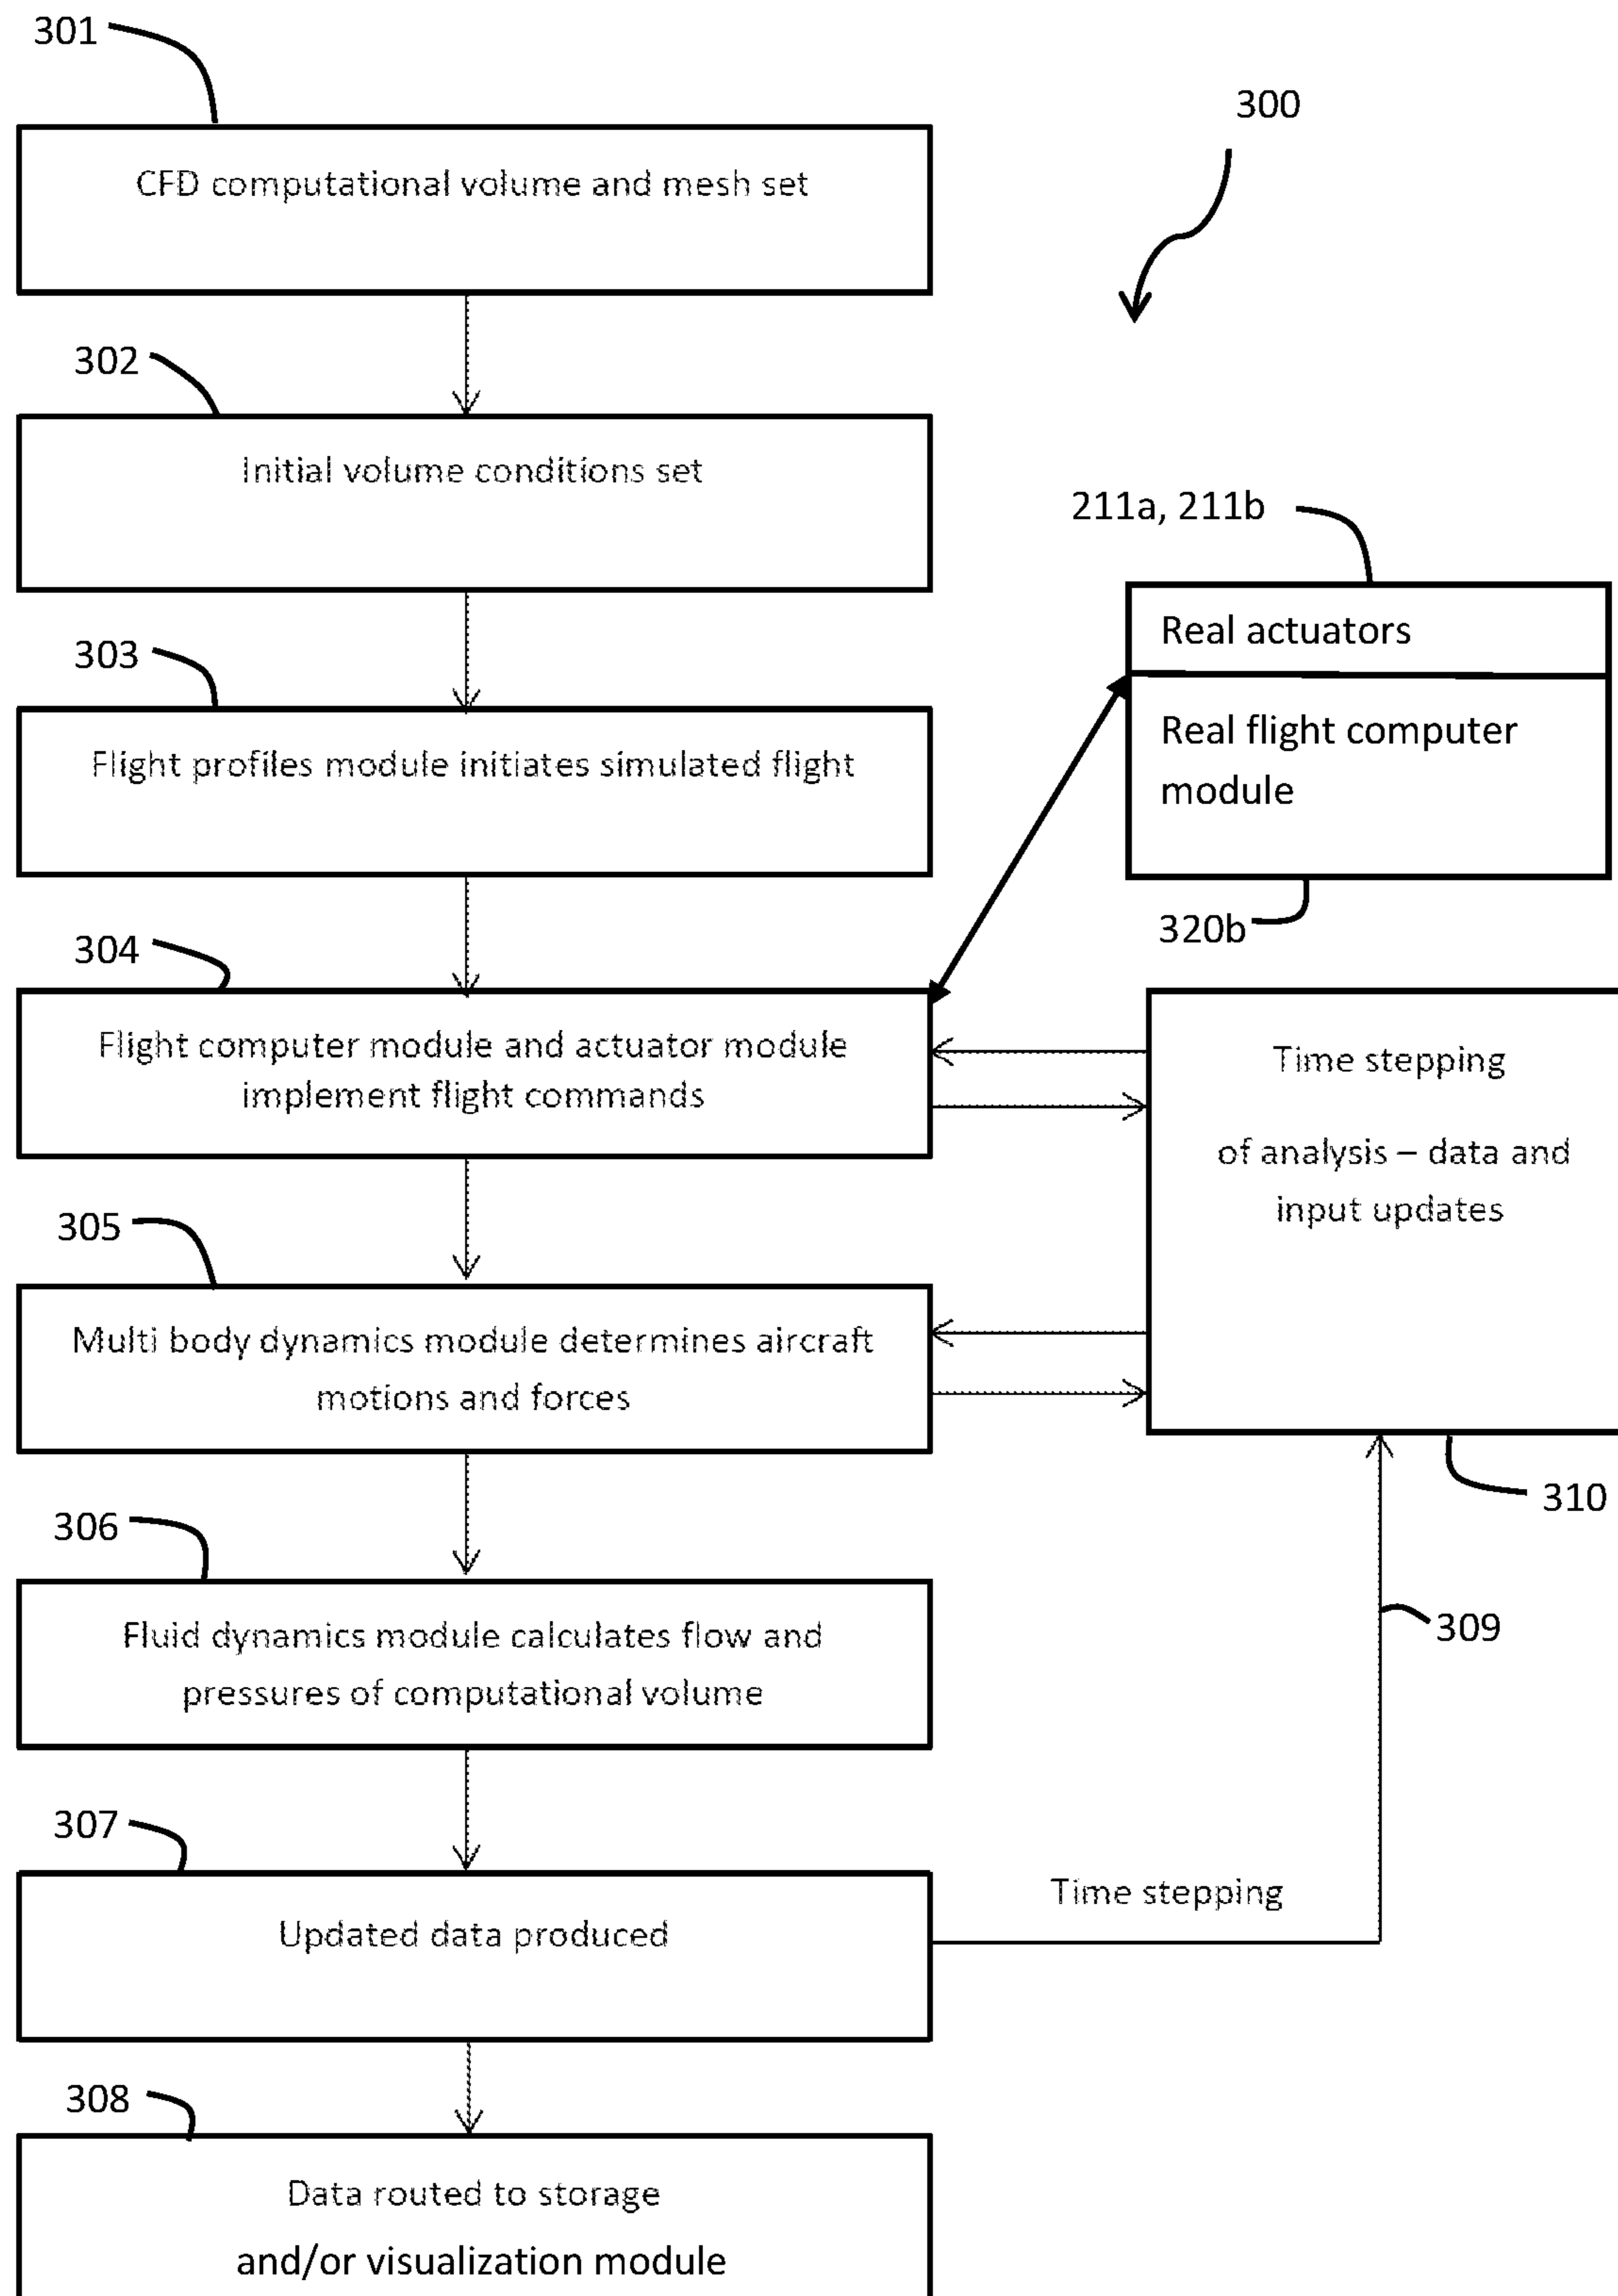 301
300
CFD computational volume and mesh set
302
Initial volume conditions set
211a, 211b
Real actuators
303
Real flight computer
module
Flight profiles module initiates simulated flight
320b
304
Flight computer module and actuator module
implement flight commands
Time stepping
of analysis – data and
input updates
305
Multi body dynamics module determines aircraft
motions and forces
310
306
Fluid dynamics module calculates flow and
pressures of computational volume
309
307
Updated data produced
Time stepping
308
Data routed to storage
and/or visualization module